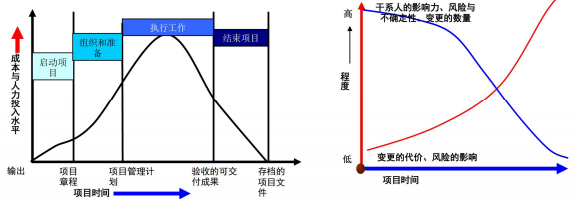 启动项
目
组织和准
备
执行工作
结束项目
成本与人力投入水平
输出
项目
章程
项目管理计
划
验收的可交
付成果
存档的
项目文
件
项目时间
高
程度
低
干系人的影响力、风险与
不确定性、变更的数量
变更的代价、风险的影响
项目时间